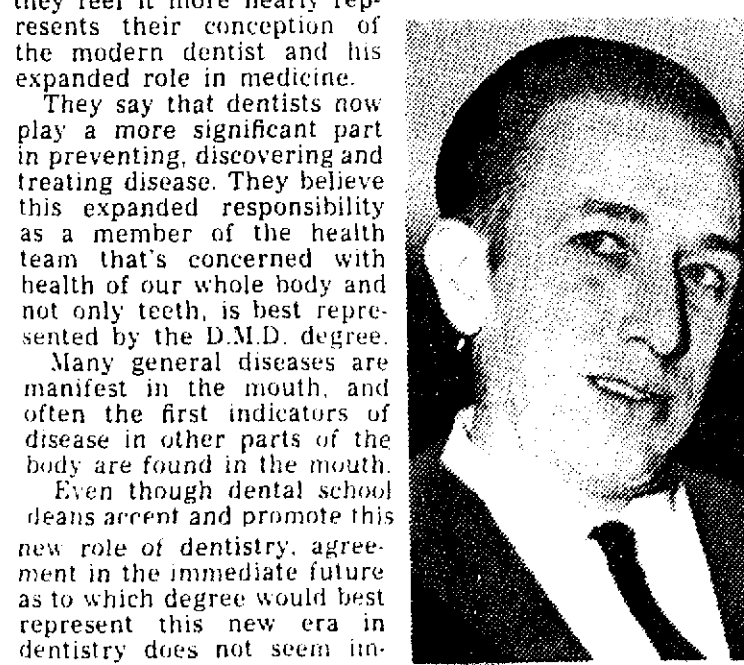 they feel it more nearly rep-
resents their conception of
the modern dentist and his
expanded role in medicine.
They say that dentists now
play a more significant part
in preventing, discovering and
treating disease. They believe
this expanded responsibility
as a member of the health
team that's concerned with
health of our whole body and
not only teeth, is best repre-
sented by the D.M.D. degree.
Many general diseases are
manifest in the mouth, and
often the first indicators of
disease in other parts of the
body are found in the mouth.
Even though dental school
deans accept and promote this
new role of dentistry, agree-
ment in the immediate future
as to which degree would best
represent this new era in
dentistry does not seem im-